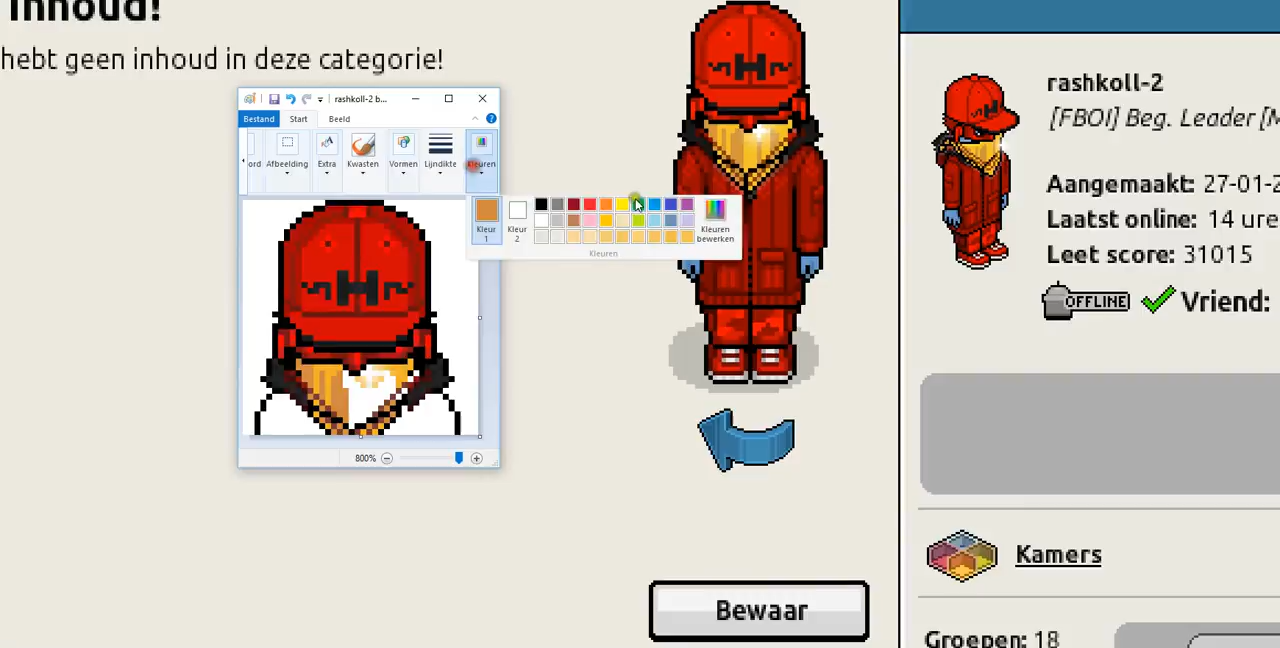 Inhoud!
hebt geen inhoud in deze categorie!
rashkoll-2 b...
Bestand Start Beeld
ord Afbeelding Extra Kwasten Vormen Lijndikte Kleuren
Kleur 1 Kleur 2 Kleuren bewerken
Kleuren
800%
H
Bewaar
rashkoll-2
[FBOI] Beg. Leader [M
Aangemaakt: 27-01-2
Laatst online: 14 ure
Leet score: 31015
OFFLINE Vriend:
Kamers
Groepen: 18